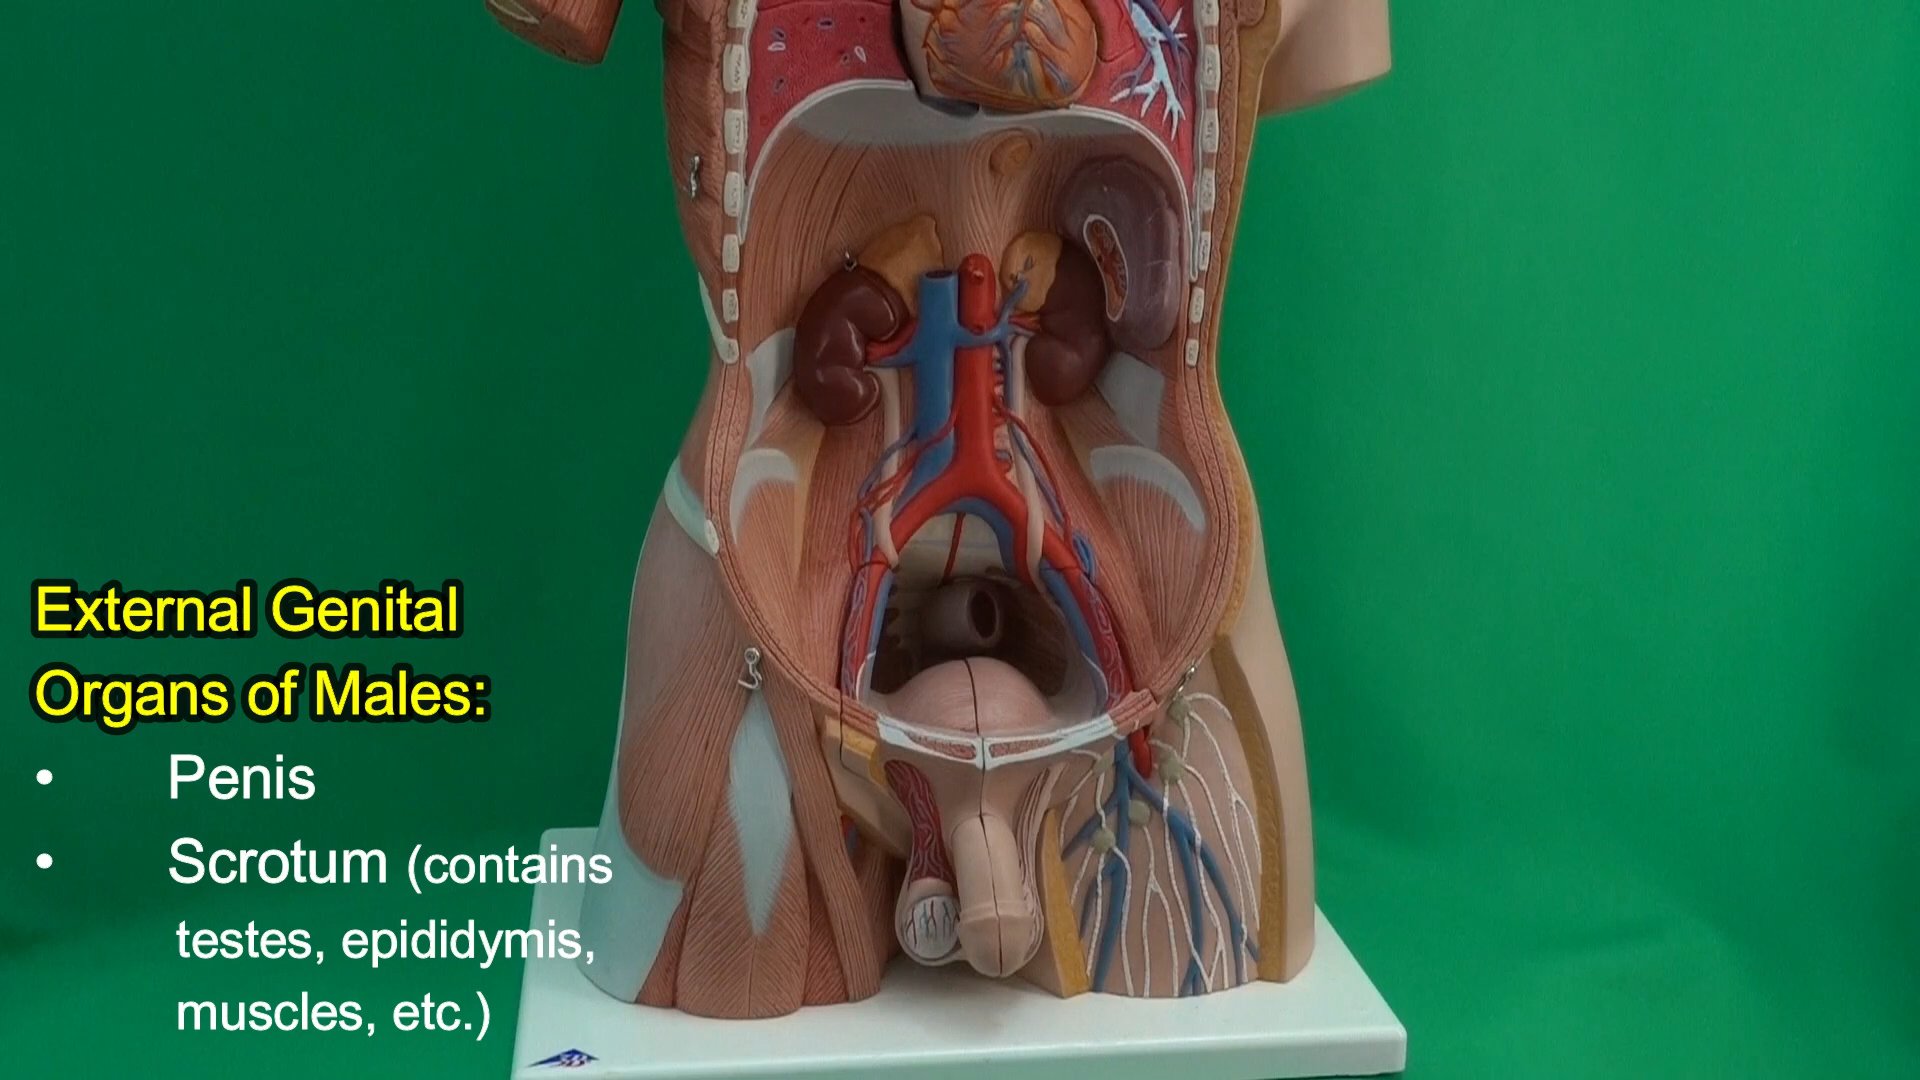 External Genital
Organs of Males:
• Penis
• Scrotum (contains
testes, epididymis,
muscles, etc.)